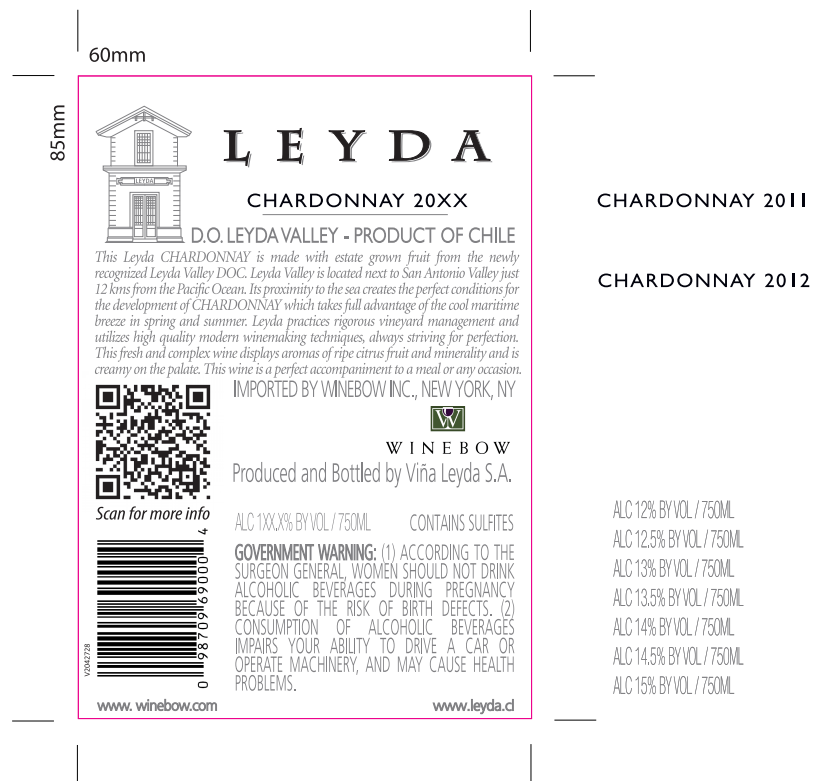 60mm
85mm
LEYDA
LEYDA
CHARDONNAY 20XX
D.O. LEYDA VALLEY - PRODUCT OF CHILE
This Leyda CHARDONNAY is made with estate grown fruit from the newly
recognized Leyda Valley DOC. Leyda Valley is located next to San Antonio Valley just
12 kms from the Pacific Ocean. Its proximity to the sea creates the perfect conditions for
the development of CHARDONNAY which takes full advantage of the cool maritime
breeze in spring and summer. Leyda practices rigorous vineyard management and
utilizes high quality modern winemaking techniques, always striving for perfection.
This fresh and complex wine displays aromas of ripe citrus fruit and minerality and is
creamy on the palate. This wine is a perfect accompaniment to a meal or any occasion.
IMPORTED BY WINEBOW INC., NEW YORK, NY
W
WINEBOW
Produced and Bottled by Viña Leyda S.A.
Scan for more info
ALC 1XX,X% BY VOL / 750ML CONTAINS SULFITES
GOVERNMENT WARNING: (1) ACCORDING TO THE
SURGEON GENERAL, WOMEN SHOULD NOT DRINK
ALCOHOLIC BEVERAGES DURING PREGNANCY
BECAUSE OF THE RISK OF BIRTH DEFECTS. (2)
CONSUMPTION OF ALCOHOLIC BEVERAGES
IMPAIRS YOUR ABILITY TO DRIVE A CAR OR
OPERATE MACHINERY, AND MAY CAUSE HEALTH
PROBLEMS.
V2042728
0 98709 69000 4
www. winebow.com
www.leyda.cl
CHARDONNAY 2011
CHARDONNAY 2012
ALC 12% BY VOL / 750ML
ALC 12.5% BY VOL / 750ML
ALC 13% BY VOL / 750ML
ALC 13.5% BY VOL / 750ML
ALC 14% BY VOL / 750ML
ALC 14.5% BY VOL / 750ML
ALC 15% BY VOL / 750ML